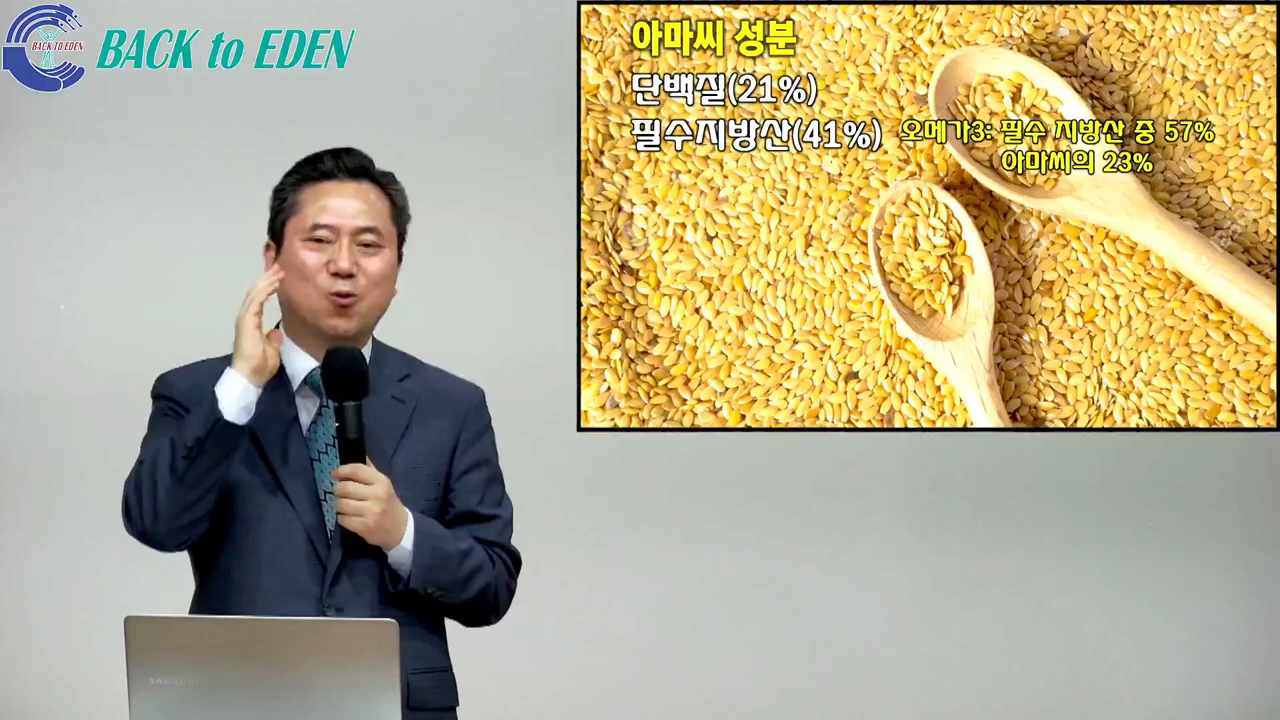 BACK TO EDEN
BACK to EDEN
아마씨 성분
단백질(21%)
필수지방산(41%)
오메가3: 필수 지방산 중 57%
아마씨의 23%
SAMSUNG